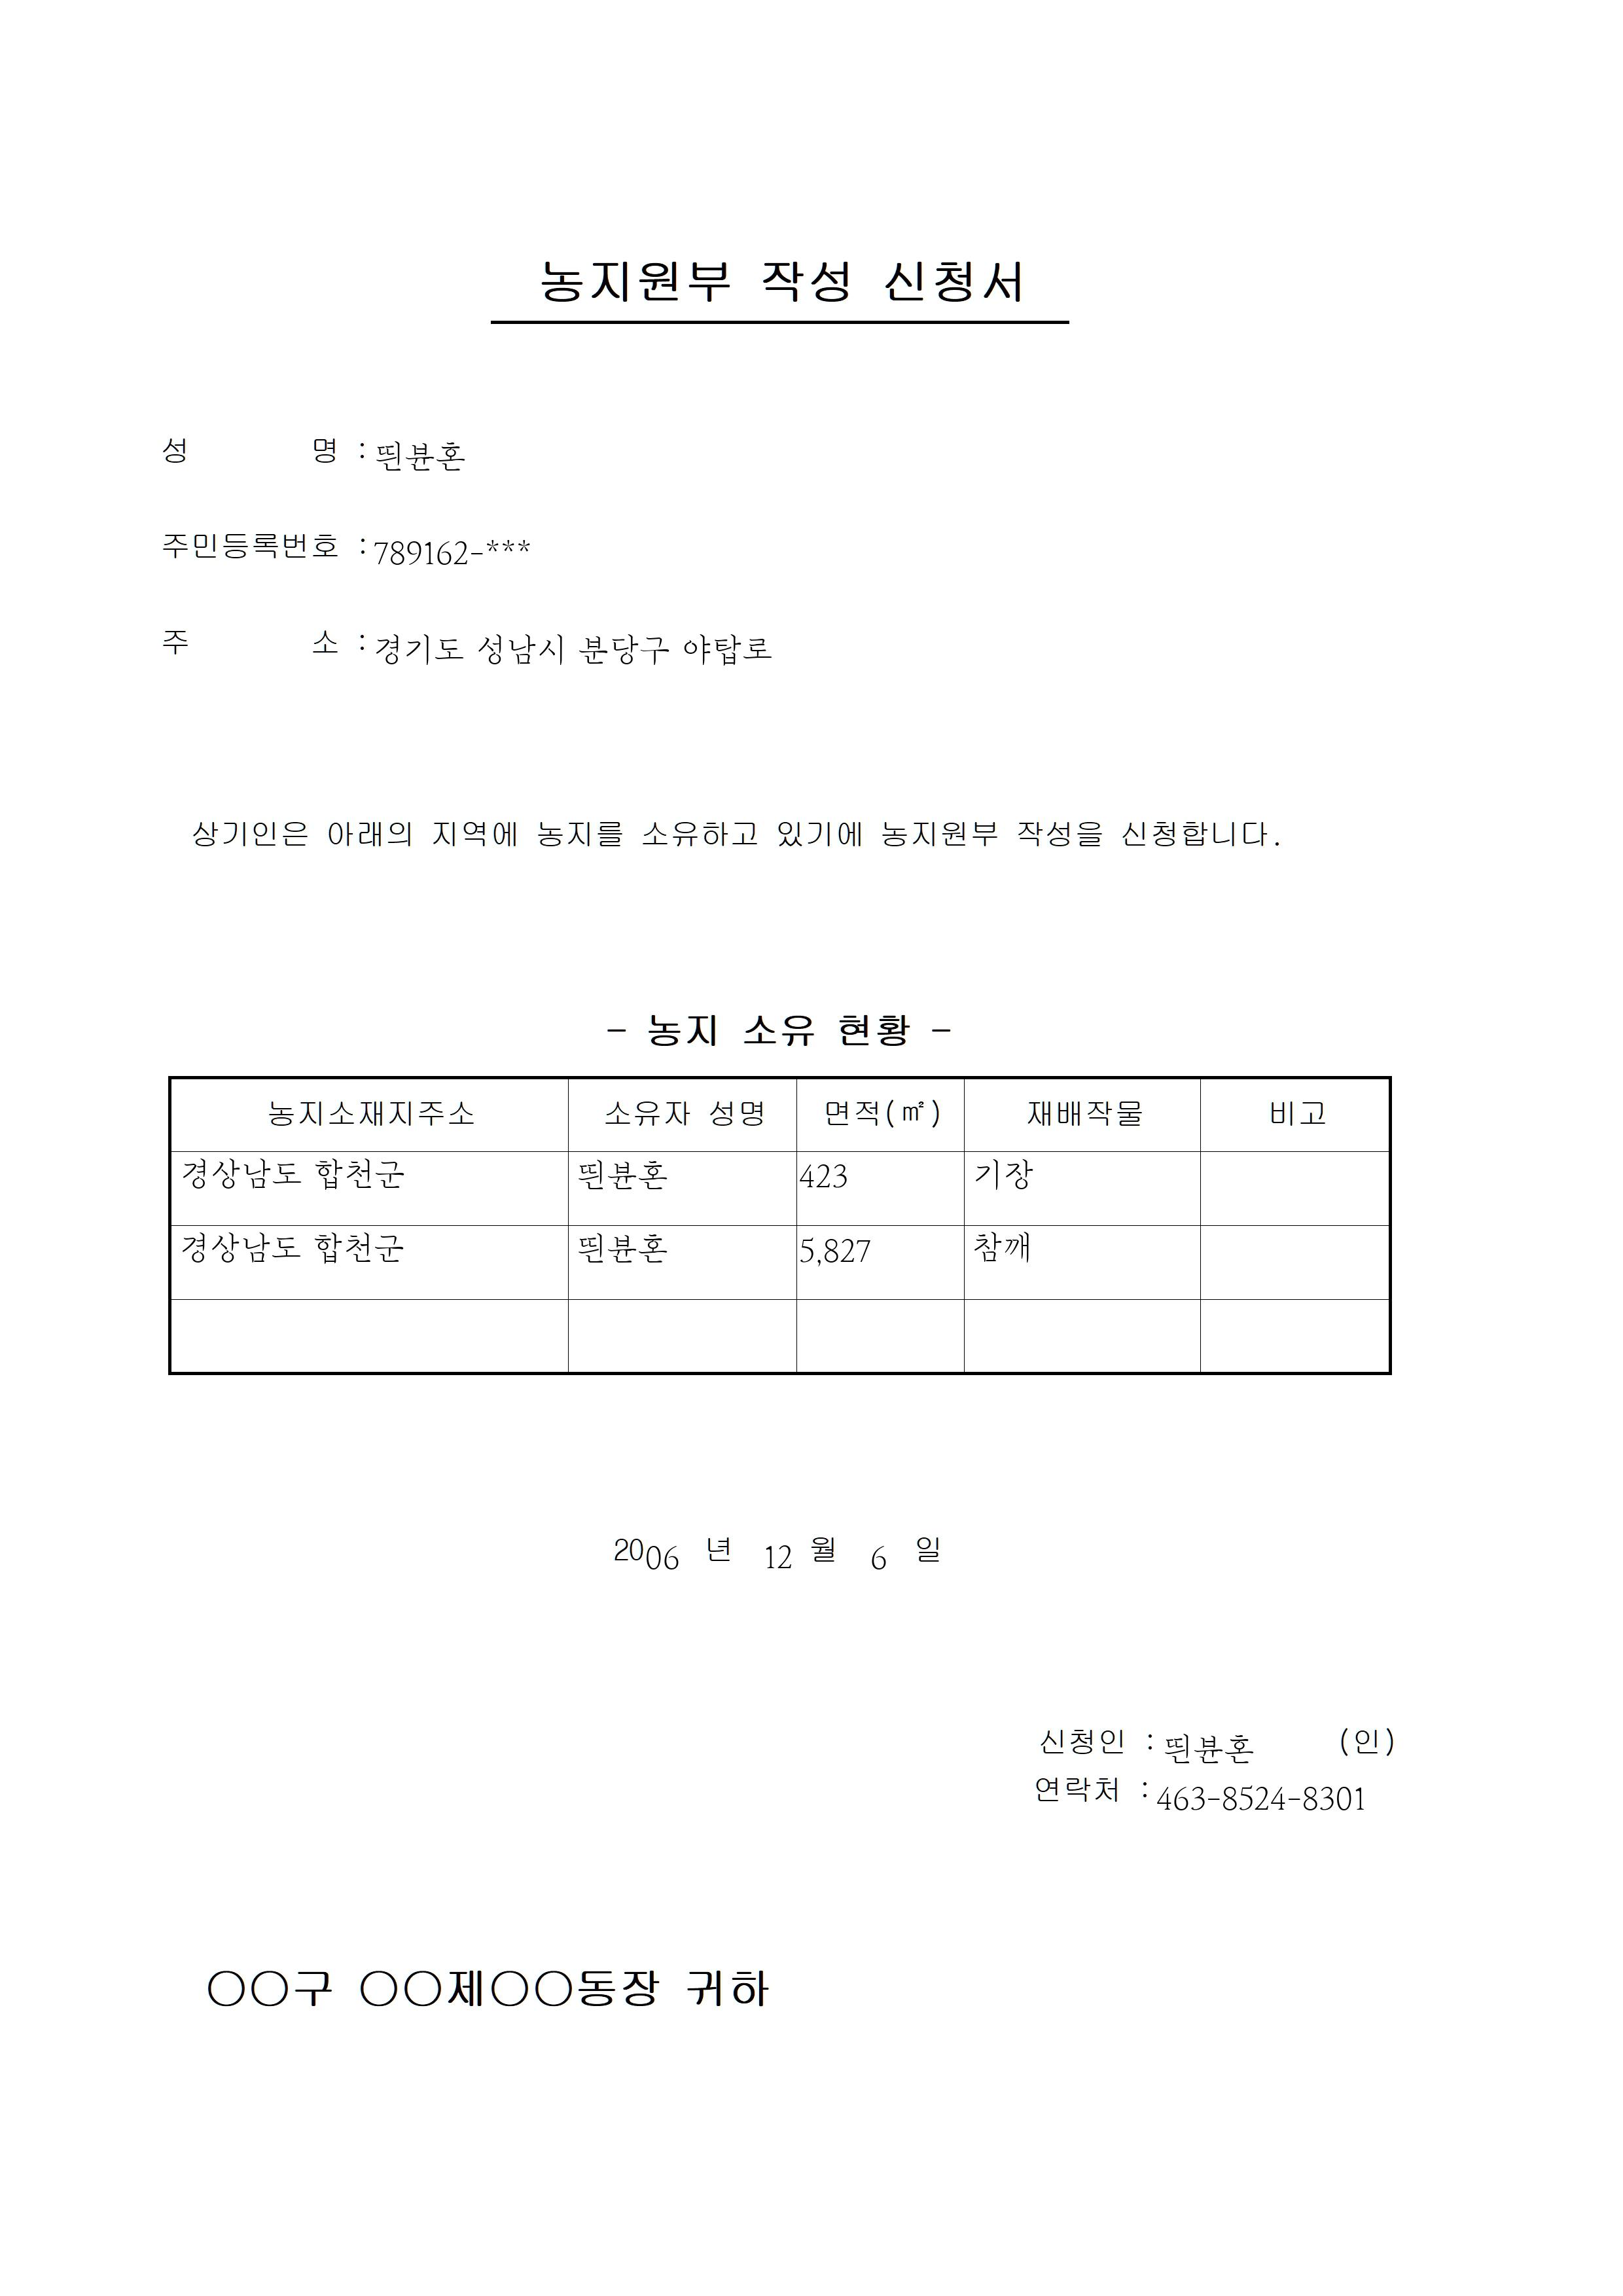 농지원부 작성 신청서
성 명 : 띈뷴혼
주민등록번호 : 789162-***
주 소 : 경기도 성남시 분당구 야탑로
상기인은 아래의 지역에 농지를 소유하고 있기에 농지원부 작성을 신청합니다.
- 농지 소유 현황 -
농지소재지주소 소유자 성명 면적(㎡) 재배작물 비고
경상남도 합천군 띈뷴혼 423 기장
경상남도 합천군 띈뷴혼 5,827 참깨
2006 년 12 월 6 일
신청인 : 띈뷴혼 (인)
연락처 : 463-8524-8301
○○구 ○○제○○동장 귀하